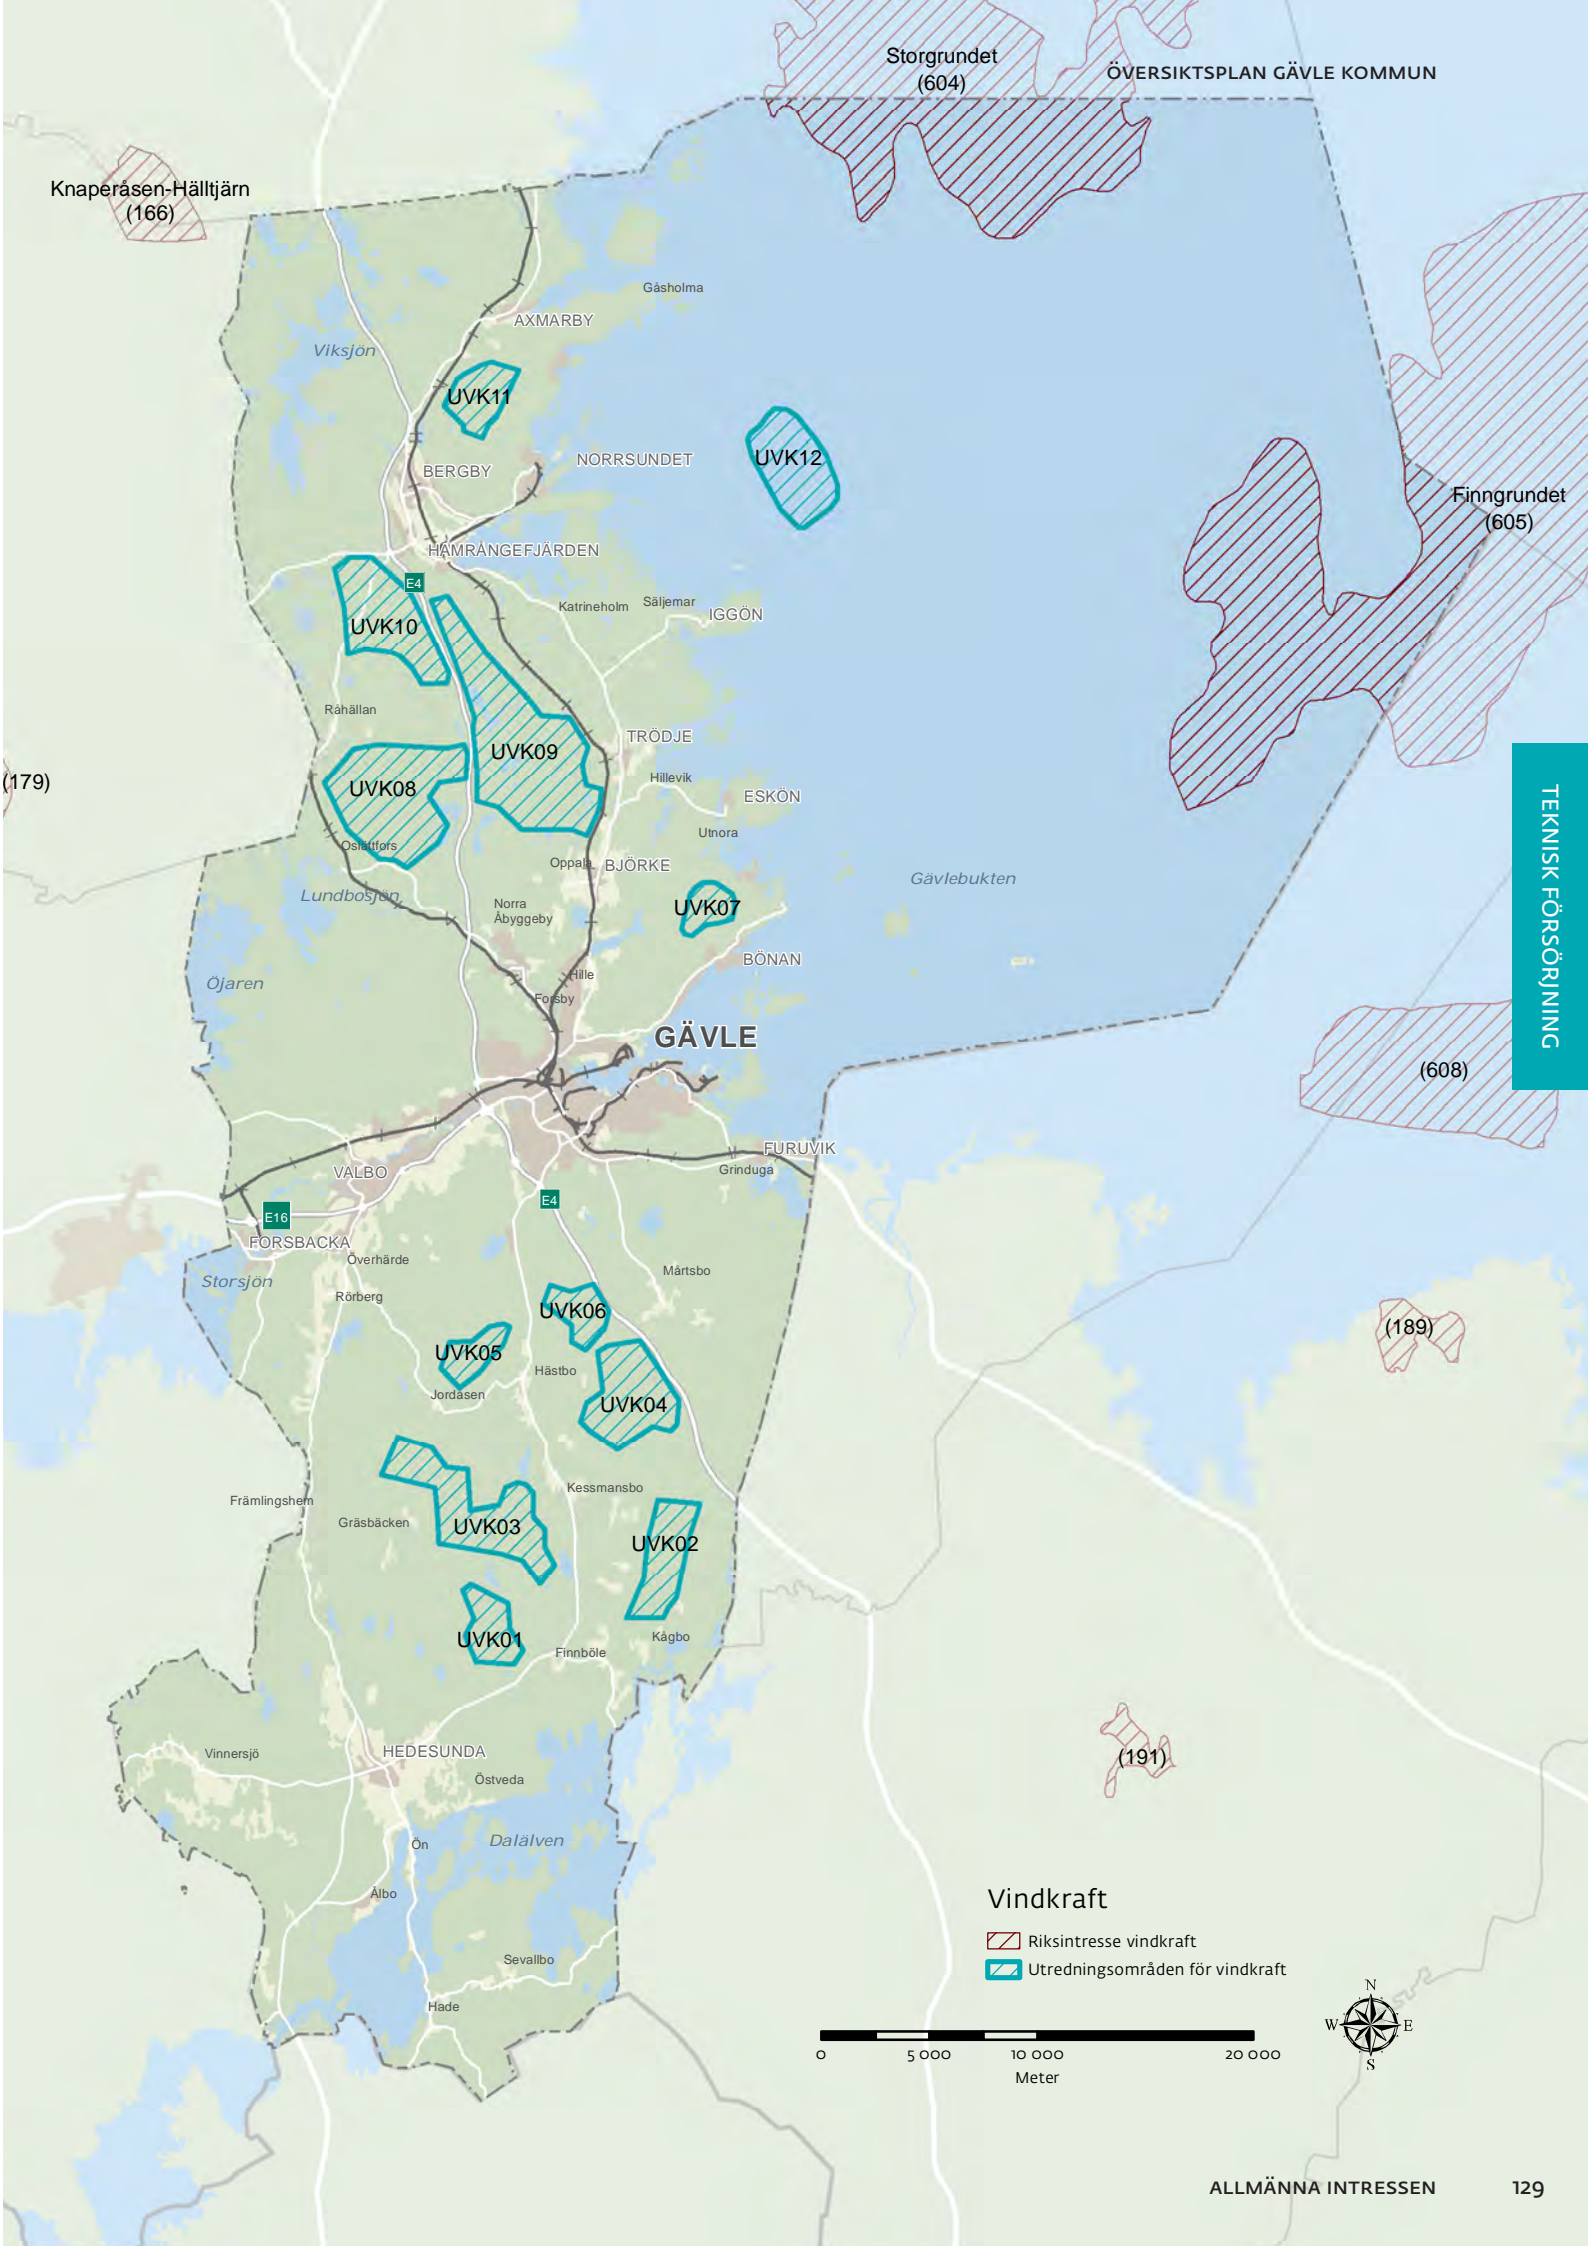 Storgrundet
(604)
ÖVERSIKTSPLAN GÄVLE KOMMUN
Knaperåsen-Hälltjärn
(166)
Gåsholma
AXMARBY
Viksjön
UVK11
BERGBY
NORRSUNDET
UVK12
Finngrundet
(605)
HAMRÅNGEFJÄRDEN
E4
Katrineholm
Säljemar
IGGÖN
UVK10
Råhällan
TRÖDJE
UVK09
Hillevik
(179)
UVK08
ESKÖN
Utnora
Oslättfors
Oppala
BJÖRKE
Gävlebukten
Lundbosjön
Norra
Åbyggeby
UVK07
BÖNAN
Öjaren
Hille
Forsby
GÄVLE
TEKNISK FÖRSÖRJNING
(608)
FURUVIK
Grinduga
VALBO
E4
E16
FORSBACKA
Överhärde
Storsjön
Mårtsbo
Rörberg
UVK06
(189)
UVK05
Hästbo
Jordåsen
UVK04
Kessmansbo
Främlingshem
Gräsbäcken
UVK03
UVK02
UVK01
Kågbo
Finnböle
Vinnersjö
HEDESUNDA
(191)
Östveda
Ön
Dalälven
Ålbo
Vindkraft
Riksintresse vindkraft
Utredningsområden för vindkraft
Sevallbo
Hade
N
W E
S
0 5 000 10 000 20 000
Meter
ALLMÄNNA INTRESSEN 129